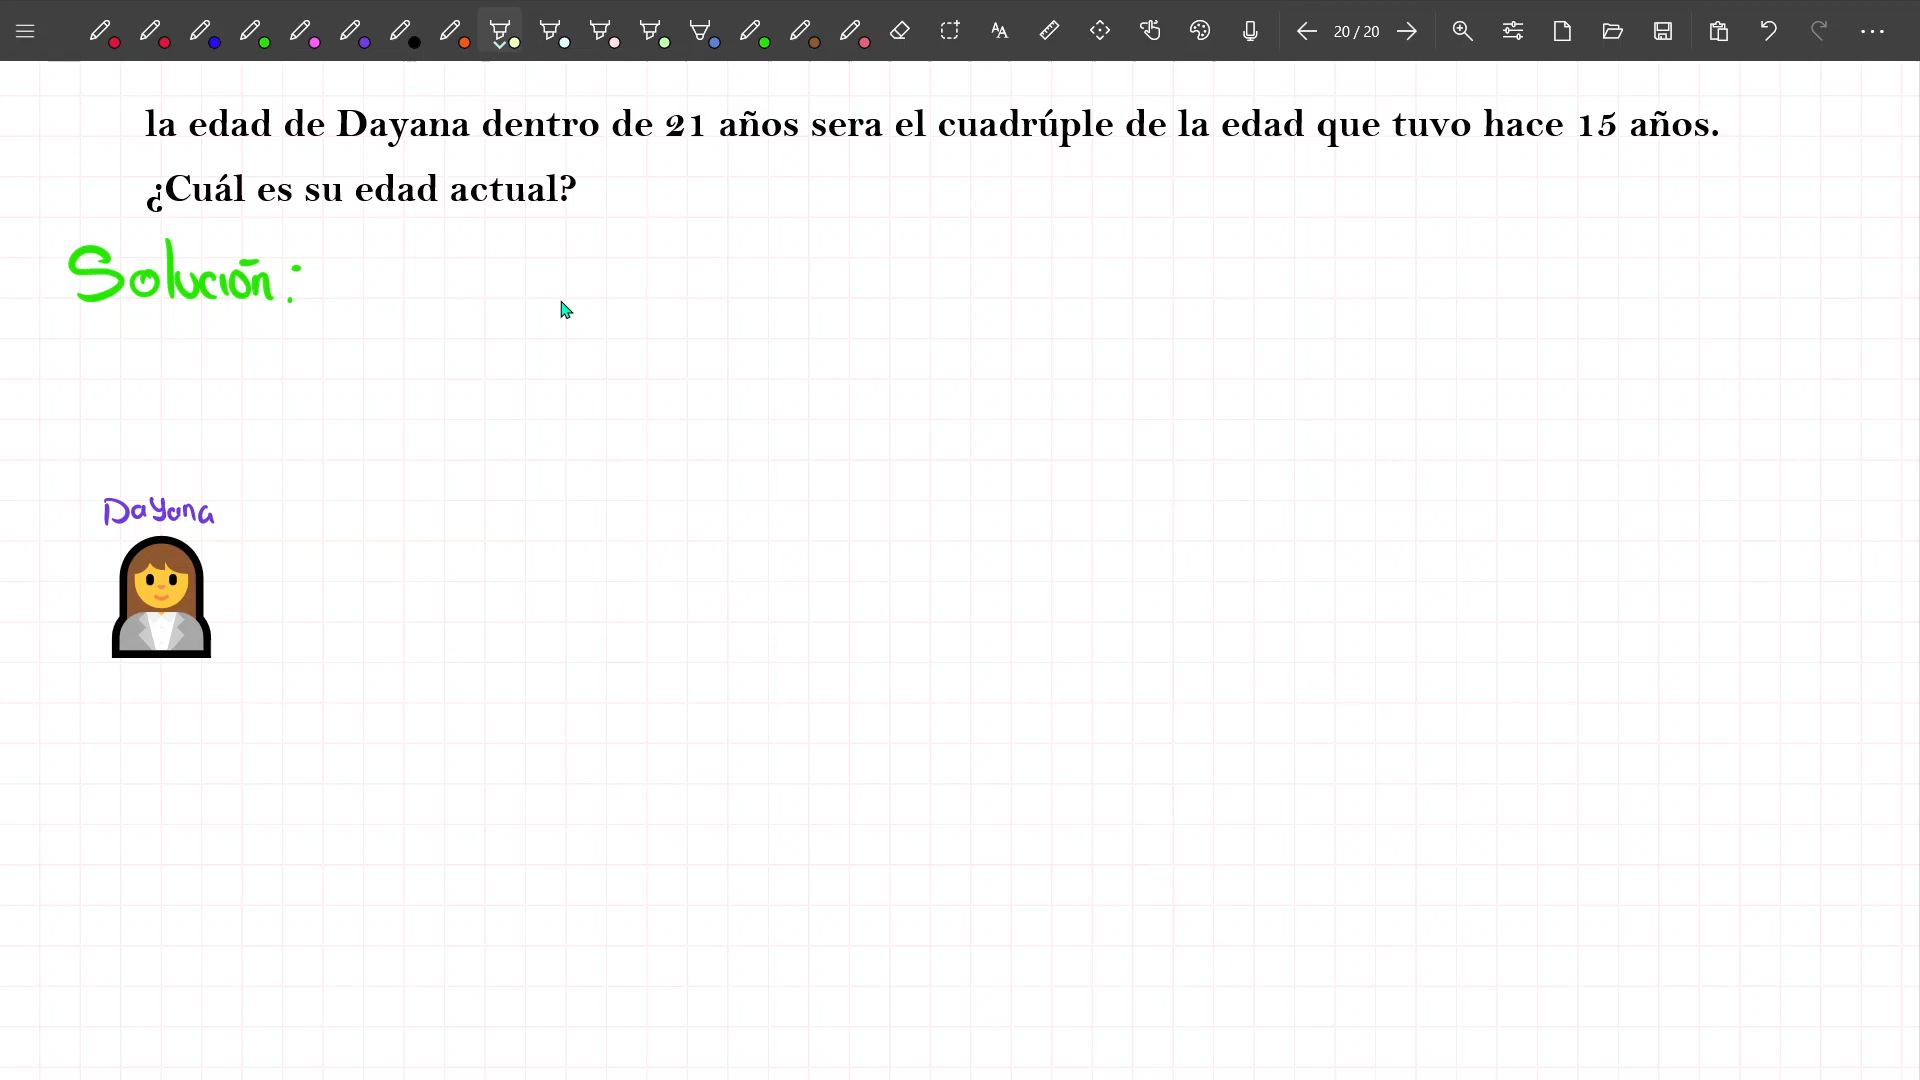 20 / 20
la edad de Dayana dentro de 21 años sera el cuadrúple de la edad que tuvo hace 15 años.
¿Cuál es su edad actual?
Solución:
Dayana